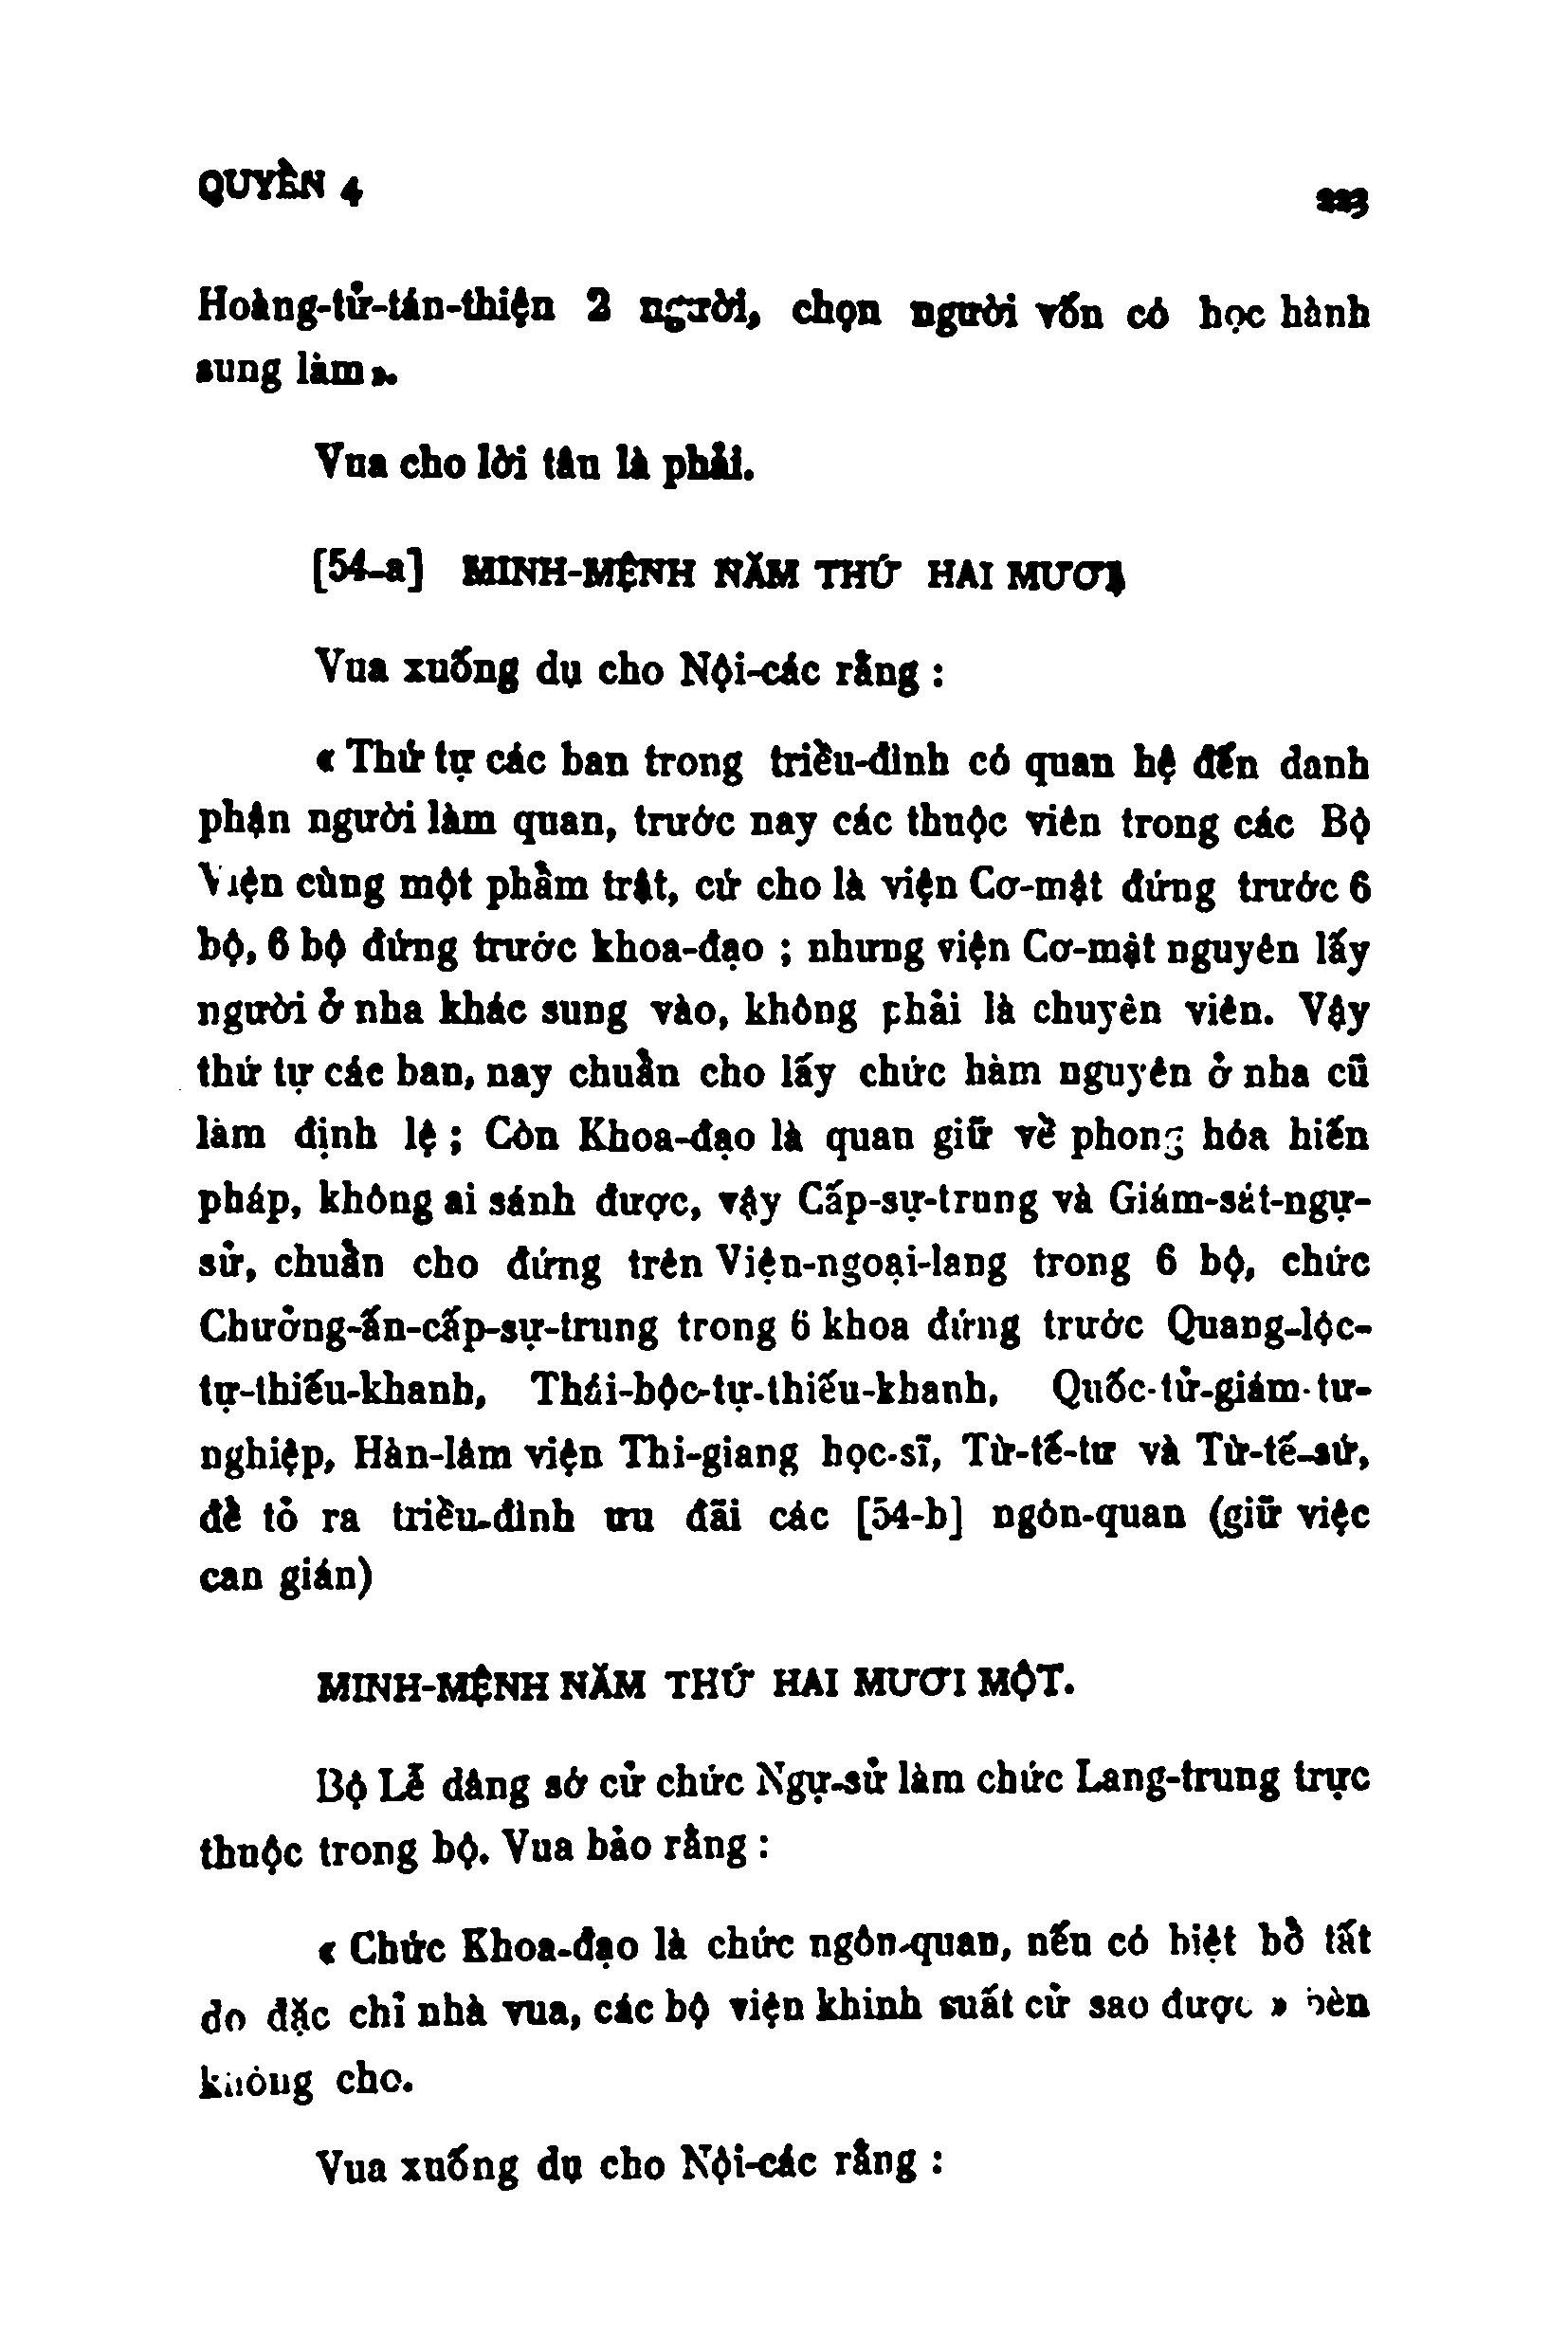 QUYỀN 4
223
Hoàng-tử-tán-thiện 2 người, chọn người vốn có học hành
sung làm ».
Vua cho lời tâu là phải.
[54-a] MINH-MỆNH NĂM THỨ HAI MƯƠI
Vua xuống dụ cho Nội-các rằng :
« Thứ tự các ban trong triều-đình có quan hệ đến danh
phận người làm quan, trước nay các thuộc viên trong các Bộ
Viện cùng một phẩm trật, cứ cho là viện Cơ-mật đứng trước 6
bộ, 6 bộ đứng trước khoa-đạo ; nhưng viện Cơ-mật nguyên lấy
người ở nha khác sung vào, không phải là chuyên viên. Vậy
thứ tự các ban, nay chuẩn cho lấy chức hàm nguyên ở nha cũ
làm định lệ ; Còn Khoa-đạo là quan giữ về phong hóa hiến
pháp, không ai sánh được, vậy Cấp-sự-trung và Giám-sát-ngự-
sử, chuẩn cho đứng trên Viện-ngoại-lang trong 6 bộ, chức
Chưởng-ấn-cấp-sự-trung trong 6 khoa đứng trước Quang-lộc-
tự-thiếu-khanh, Thái-bộc-tự-thiếu-khanh, Quốc-tử-giám-tư-
nghiệp, Hàn-lâm viện Thi-giang học-sĩ, Từ-tế-tư và Từ-tế-sứ,
để tỏ ra triều-đình ưu đãi các [54-b] ngôn-quan (giữ việc
can gián)
MINH-MỆNH NĂM THỨ HAI MƯƠI MỘT.
Bộ Lễ dâng sớ cử chức Ngự-sử làm chức Lang-trung trực
thuộc trong bộ. Vua bảo rằng :
« Chức Khoa-đạo là chức ngôn-quan, nếu có biệt bổ tất
do đặc chỉ nhà vua, các bộ viện khinh suất cử sao được » bèn
không cho.
Vua xuống dụ cho Nội-các rằng :